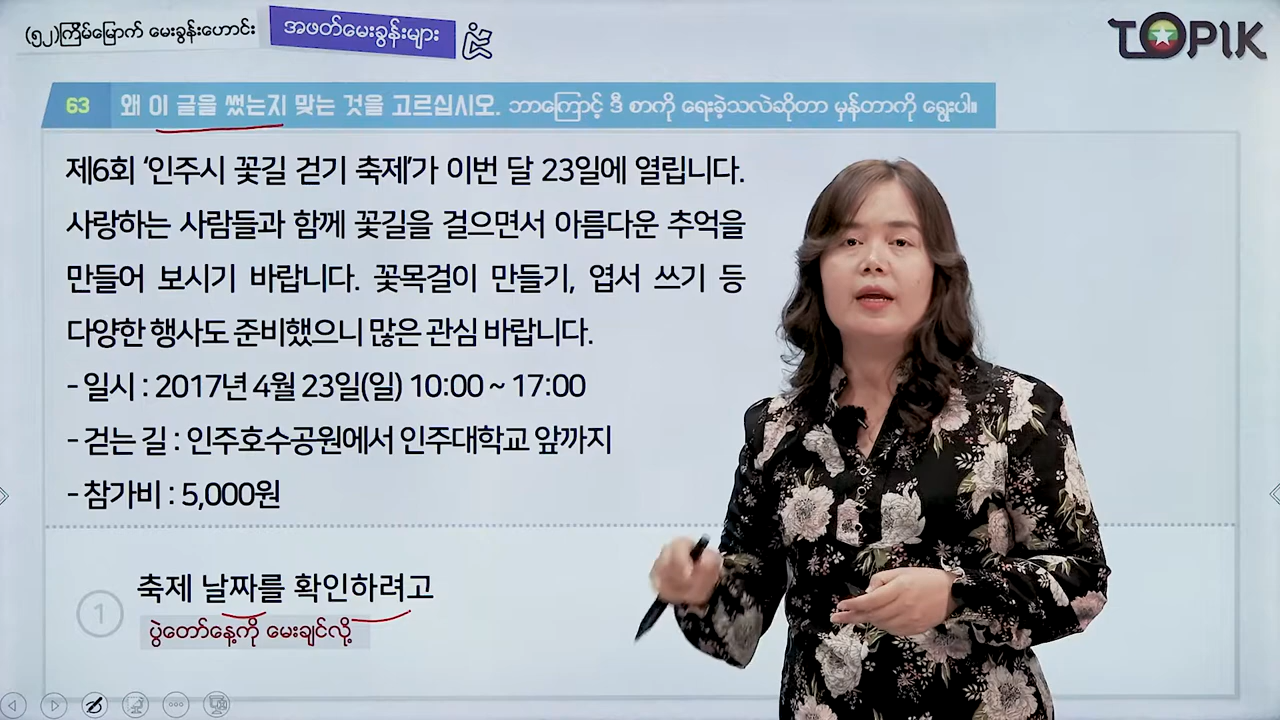 (၅၂)ကြိမ်မြောက် မေးခွန်းဟောင်း
အဖတ်မေးခွန်းများ
TOPIK
63 왜 이 글을 썼는지 맞는 것을 고르십시오. ဘာကြောင့် ဒီ စာကို ရေးခဲ့သလဲဆိုတာ မှန်တာကို ရွေးပါ။
제6회 ‘인주시 꽃길 걷기 축제’가 이번 달 23일에 열립니다.
사랑하는 사람들과 함께 꽃길을 걸으면서 아름다운 추억을
만들어 보시기 바랍니다. 꽃목걸이 만들기, 엽서 쓰기 등
다양한 행사도 준비했으니 많은 관심 바랍니다.
- 일시 : 2017년 4월 23일(일) 10:00 ~ 17:00
- 걷는 길 : 인주호수공원에서 인주대학교 앞까지
- 참가비 : 5,000원
1 축제 날짜를 확인하려고
ပွဲတော်နေ့ကို မေးချင်လို့